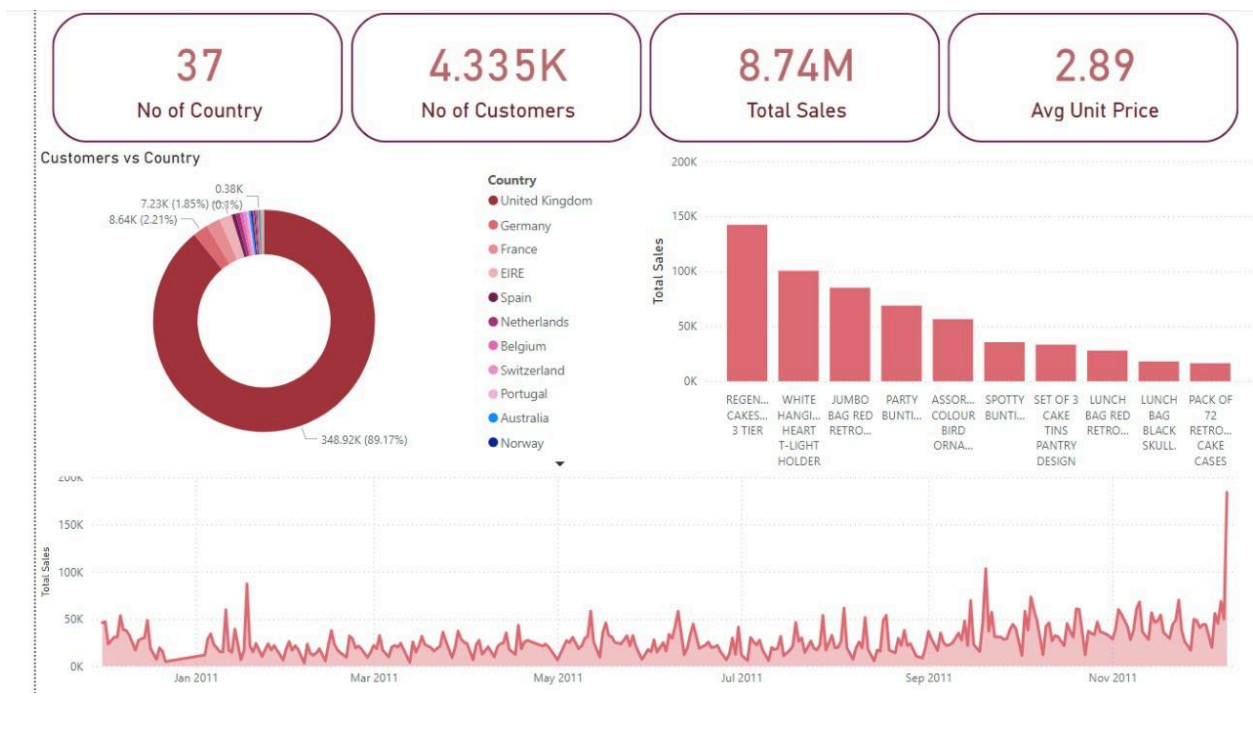 37
No of Country
4.335K
No of Customers
8.74M
Total Sales
2.89
Avg Unit Price
Customers vs Country
0.38K
7.23K (1.85%) (0.1%)
8.64K (2.21%)
348.92K (89.17%)
Country
United Kingdom
Germany
France
EIRE
Spain
Netherlands
Belgium
Switzerland
Portugal
Australia
Norway
Total Sales
200K
150K
100K
50K
0K
REGEN...
CAKES...
3 TIER
WHITE
HANGI...
HEART
T-LIGHT
HOLDER
JUMBO
BAG RED
RETRO...
PARTY
BUNTI...
ASSOR...
COLOUR
BIRD
ORNA...
SPOTTY
BUNTI...
SET OF 3
CAKE
TINS
PANTRY
DESIGN
LUNCH
BAG RED
RETRO...
LUNCH
BAG
BLACK
SKULL.
PACK OF
72
RETRO...
CAKE
CASES
Total Sales
200K
150K
100K
50K
0K
Jan 2011
Mar 2011
May 2011
Jul 2011
Sep 2011
Nov 2011